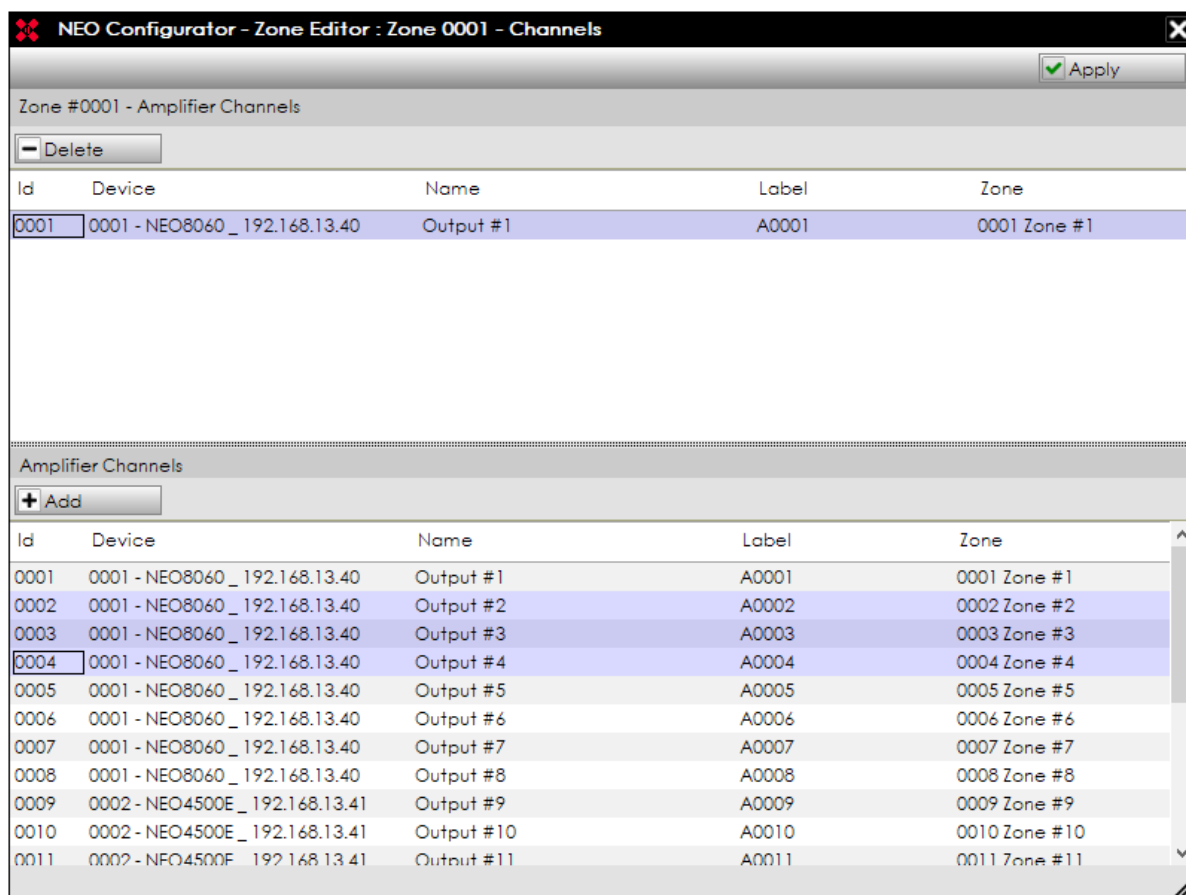 NEO Configurator - Zone Editor : Zone 0001 - Channels
Apply
Zone #0001 - Amplifier Channels
Delete
Id Device Name Label Zone
0001 0001 - NEO8060 _ 192.168.13.40 Output #1 A0001 0001 Zone #1
Amplifier Channels
Add
Id Device Name Label Zone
0001 0001 - NEO8060 _ 192.168.13.40 Output #1 A0001 0001 Zone #1
0002 0001 - NEO8060 _ 192.168.13.40 Output #2 A0002 0002 Zone #2
0003 0001 - NEO8060 _ 192.168.13.40 Output #3 A0003 0003 Zone #3
0004 0001 - NEO8060 _ 192.168.13.40 Output #4 A0004 0004 Zone #4
0005 0001 - NEO8060 _ 192.168.13.40 Output #5 A0005 0005 Zone #5
0006 0001 - NEO8060 _ 192.168.13.40 Output #6 A0006 0006 Zone #6
0007 0001 - NEO8060 _ 192.168.13.40 Output #7 A0007 0007 Zone #7
0008 0001 - NEO8060 _ 192.168.13.40 Output #8 A0008 0008 Zone #8
0009 0002 - NEO4500E _ 192.168.13.41 Output #9 A0009 0009 Zone #9
0010 0002 - NEO4500E _ 192.168.13.41 Output #10 A0010 0010 Zone #10
0011 0002 - NEO4500E _ 192.168.13.41 Output #11 A0011 0011 Zone #11